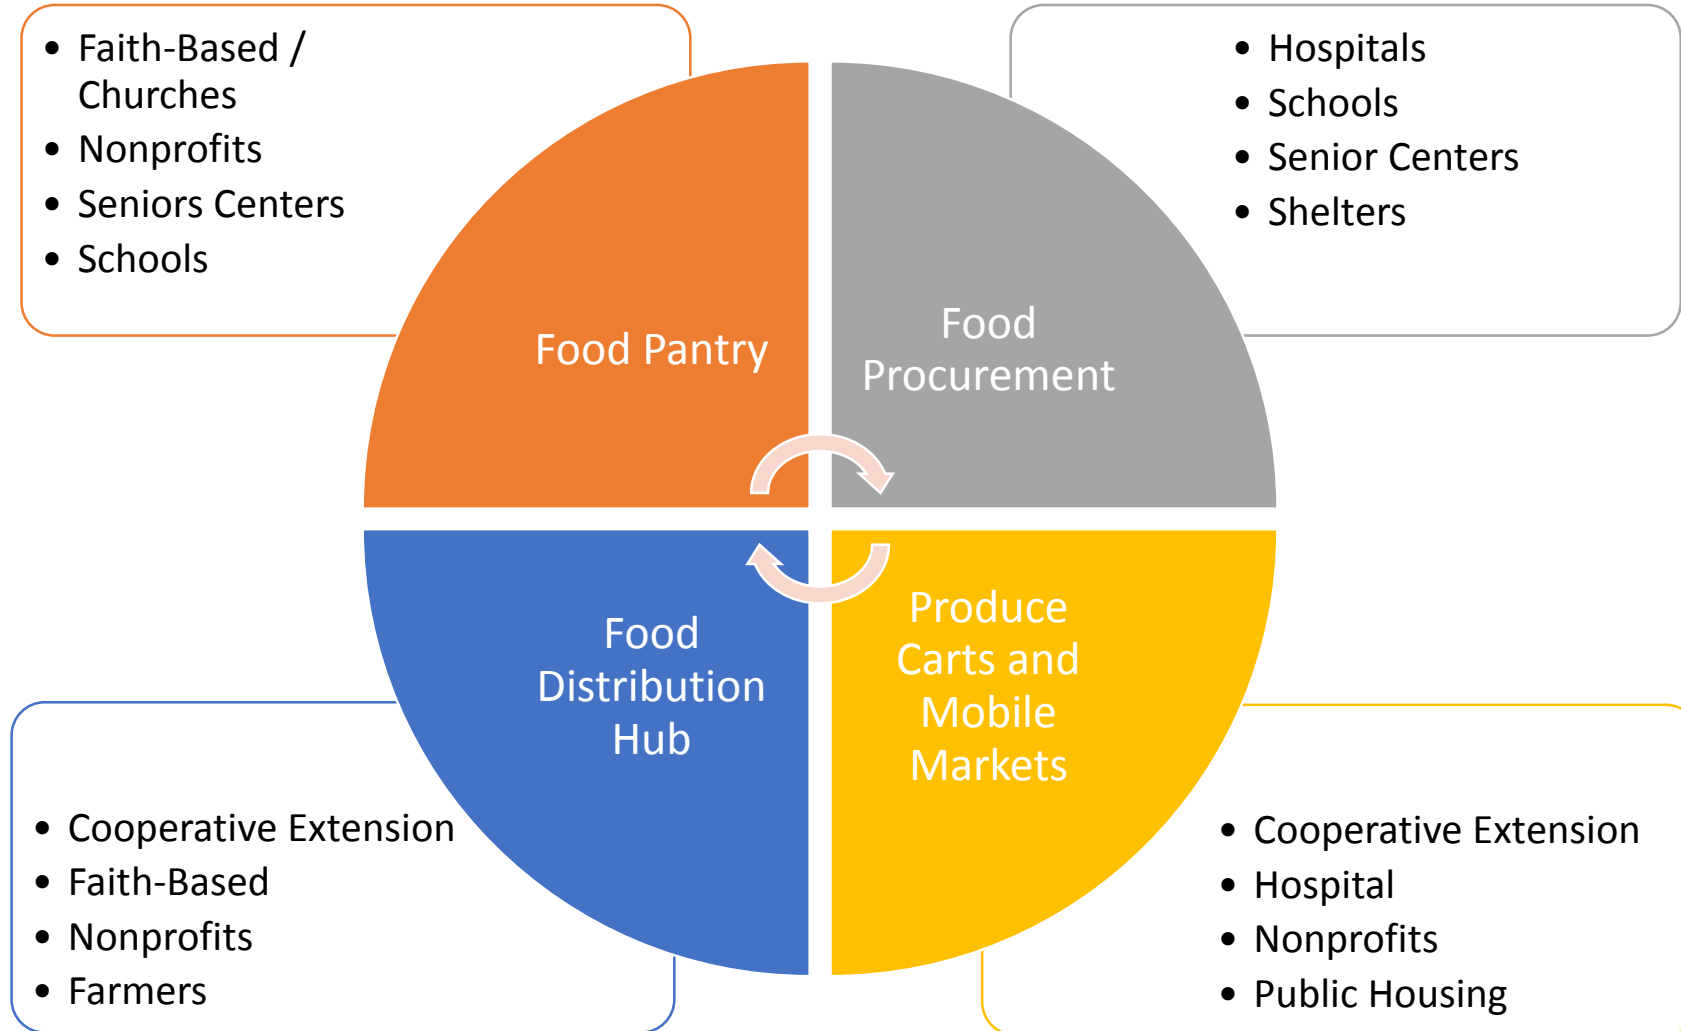 • Faith-Based /
Churches
• Nonprofits
• Seniors Centers
• Schools
• Hospitals
• Schools
• Senior Centers
• Shelters
Food Pantry
Food
Procurement
Food
Distribution
Hub
Produce
Carts and
Mobile
Markets
• Cooperative Extension
• Faith-Based
• Nonprofits
• Farmers
• Cooperative Extension
• Hospital
• Nonprofits
• Public Housing